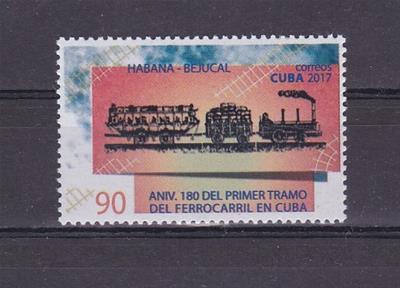 HABANA - BEJUCAL
correos
CUBA 2017
90
ANIV. 180 DEL PRIMER TRAMO
DEL FERROCARRIL EN CUBA